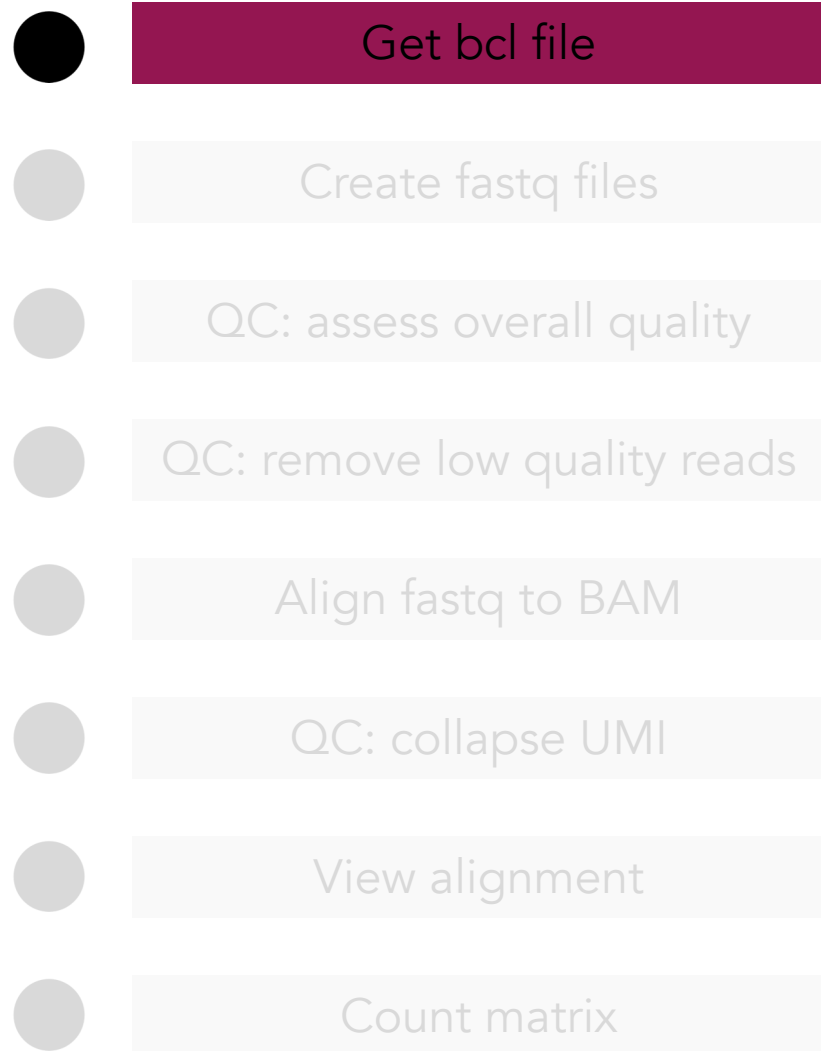 Get bcl file
Create fastq files
QC: assess overall quality
QC: remove low quality reads
Align fastq to BAM
QC: collapse UMI
View alignment
Count matrix